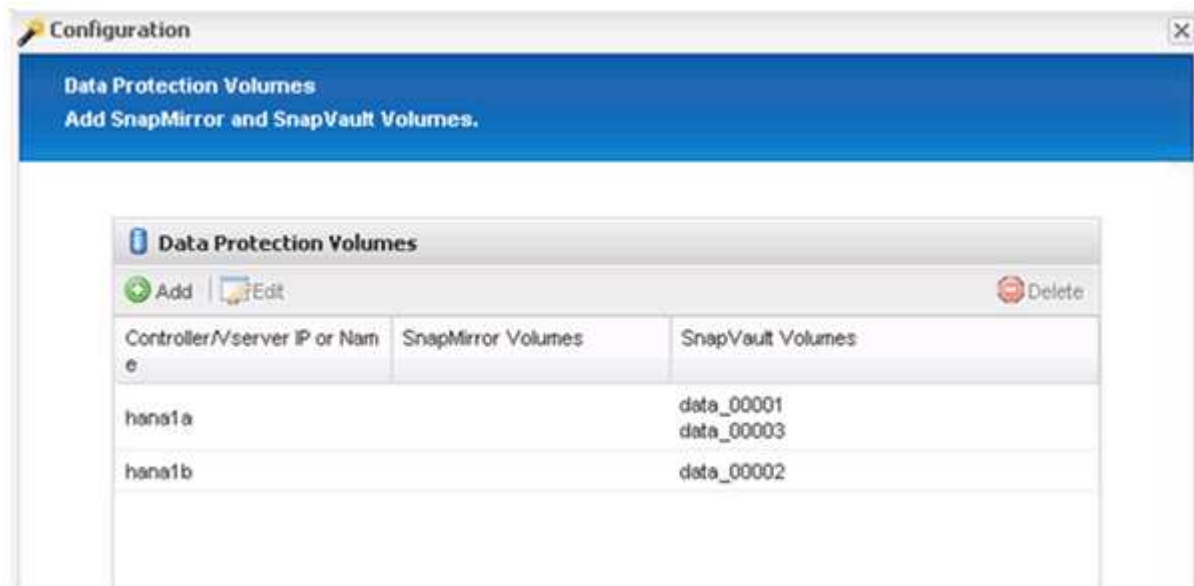 Configuration
Data Protection Volumes
Add SnapMirror and SnapVault Volumes.
Data Protection Volumes
Add Edit Delete
Controller/Vserver IP or Nam SnapMirror Volumes SnapVault Volumes
e
hana1a data_00001
data_00003
hana1b data_00002